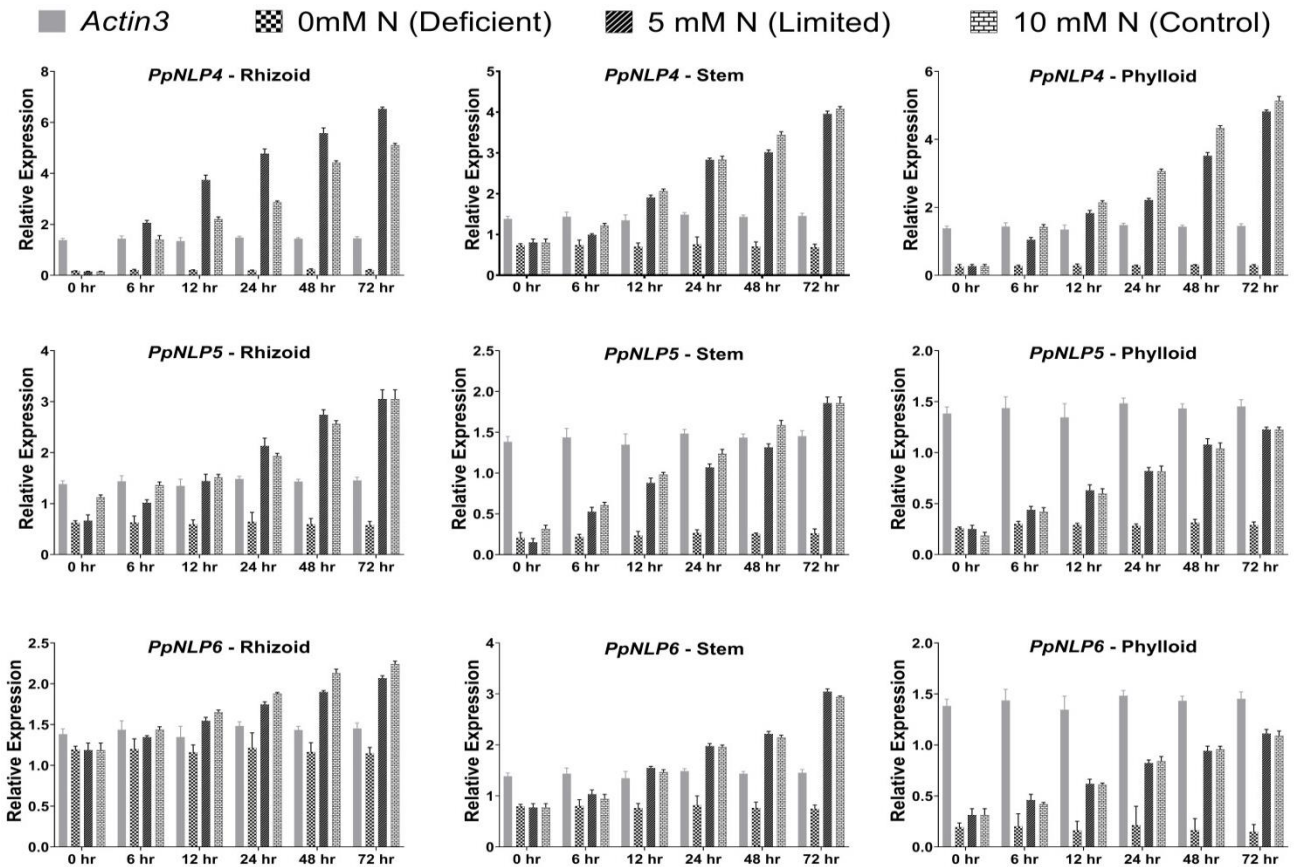 Actin3 0mM N (Deficient) 5 mM N (Limited) 10 mM N (Control)
PpNLP4 - Rhizoid
Relative Expression
8
6
4
2
0
0 hr 6 hr 12 hr 24 hr 48 hr 72 hr
PpNLP4 - Stem
Relative Expression
5
4
3
2
1
0
0 hr 6 hr 12 hr 24 hr 48 hr 72 hr
PpNLP4 - Phylloid
Relative Expression
6
4
2
0
0 hr 6 hr 12 hr 24 hr 48 hr 72 hr
PpNLP5 - Rhizoid
Relative Expression
4
3
2
1
0
0 hr 6 hr 12 hr 24 hr 48 hr 72 hr
PpNLP5 - Stem
Relative Expression
2.5
2.0
1.5
1.0
0.5
0.0
0 hr 6 hr 12 hr 24 hr 48 hr 72 hr
PpNLP5 - Phylloid
Relative Expression
2.0
1.5
1.0
0.5
0.0
0 hr 6 hr 12 hr 24 hr 48 hr 72 hr
PpNLP6 - Rhizoid
Relative Expression
2.5
2.0
1.5
1.0
0.5
0.0
0 hr 6 hr 12 hr 24 hr 48 hr 72 hr
PpNLP6 - Stem
Relative Expression
4
3
2
1
0
0 hr 6 hr 12 hr 24 hr 48 hr 72 hr
PpNLP6 - Phylloid
Relative Expression
2.0
1.5
1.0
0.5
0.0
0 hr 6 hr 12 hr 24 hr 48 hr 72 hr